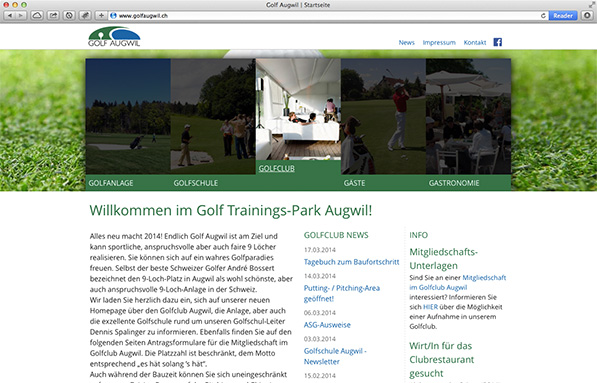 Golf Augwil | Startseite
www.golfaugwil.ch
Reader
GOLF AUGWIL
News Impressum Kontakt
GOLFANLAGE GOLFSCHULE GOLFCLUB GÄSTE GASTRONOMIE
Willkommen im Golf Trainings-Park Augwil!
Alles neu macht 2014! Endlich Golf Augwil ist am Ziel und
kann sportliche, anspruchsvolle aber auch faire 9 Löcher
realisieren. Sie können sich auf ein wahres Golfparadies
freuen. Selbst der beste Schweizer Golfer André Bossert
bezeichnet den 9-Loch-Platz in Augwil als wohl schönste, aber
auch anspruchsvolle 9-Loch-Anlage in der Schweiz.
Wir laden Sie herzlich dazu ein, sich auf unserer neuen
Homepage über den Golfclub Augwil, die Anlage, aber auch
die exzellente Golfschule rund um unseren Golfschul-Leiter
Dennis Spalinger zu informieren. Ebenfalls finden Sie auf den
folgenden Seiten Antragsformulare für die Mitgliedschaft im
Golfclub Augwil. Die Platzzahl ist beschränkt, dem Motto
entsprechend „es hät solang 's hät".
Auch während der Bauzeit können Sie sich uneingeschränkt
GOLFCLUB NEWS
17.03.2014
Tagebuch zum Baufortschritt
14.03.2014
Putting- / Pitching-Area
geöffnet!
06.03.2014
ASG-Ausweise
04.03.2014
Golfschule Augwil -
Newsletter
15.02.2014
INFO
Mitgliedschafts-
Unterlagen
Sind Sie an einer Mitgliedschaft
im Golfclub Augwil
interessiert? Informieren Sie
sich HIER über die Möglichkeit
einer Aufnahme in unserem
Golfclub.
Wirt/In für das
Clubrestaurant
gesucht